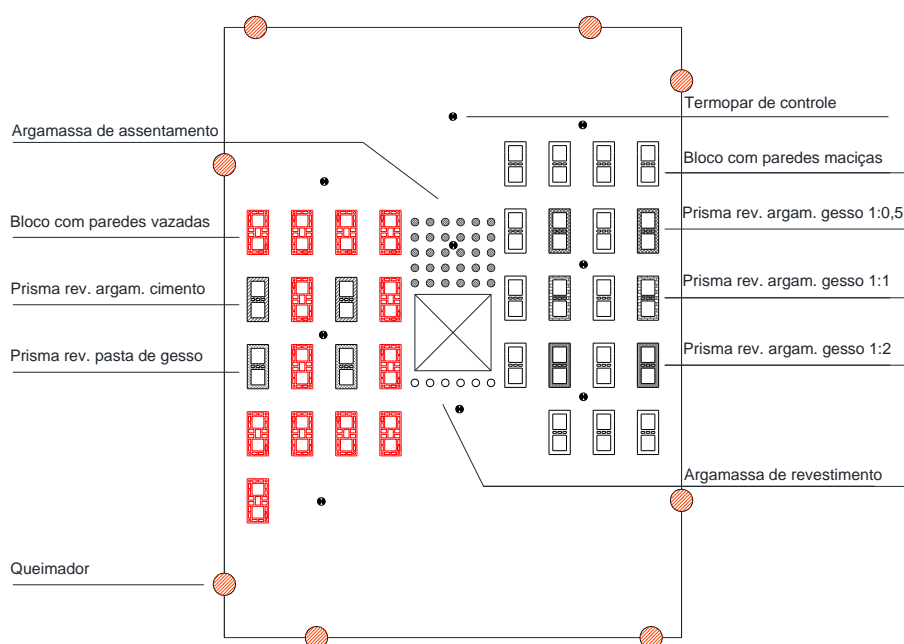 Termopar de controle
Argamassa de assentamento
Bloco com paredes maciças
Bloco com paredes vazadas
Prisma rev. argam. gesso 1:0,5
Prisma rev. argam. cimento
Prisma rev. argam. gesso 1:1
Prisma rev. pasta de gesso
Prisma rev. argam. gesso 1:2
Argamassa de revestimento
Queimador